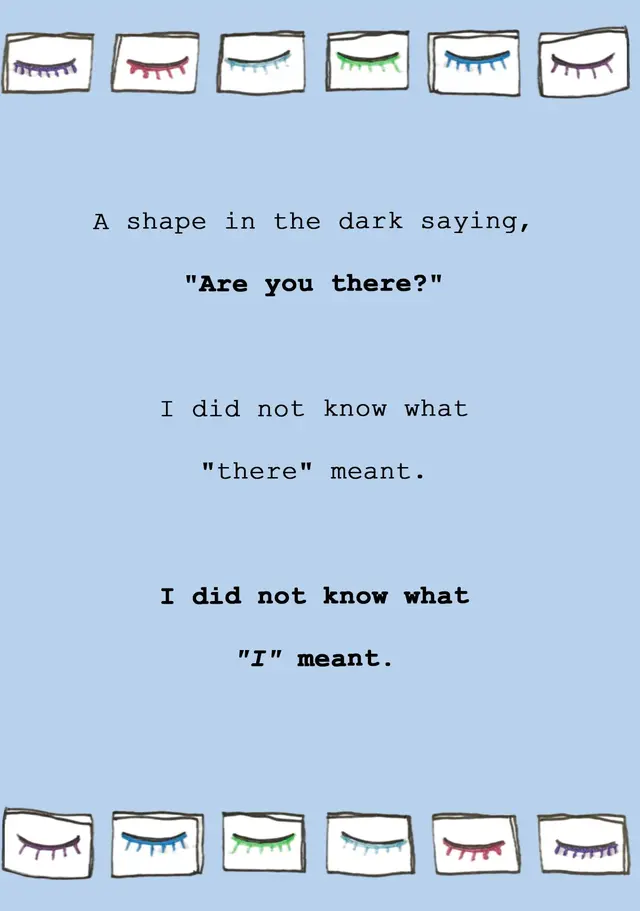 A shape in the dark saying,
"Are you there?"
I did not know what
"there" meant.
I did not know what
"I" meant.